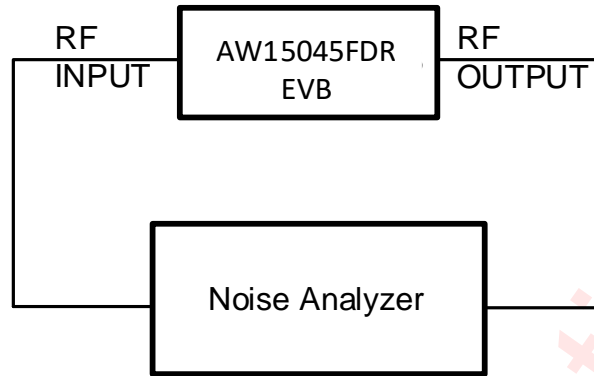 RF
INPUT
AW15045FDR
EVB
RF
OUTPUT
Noise Analyzer